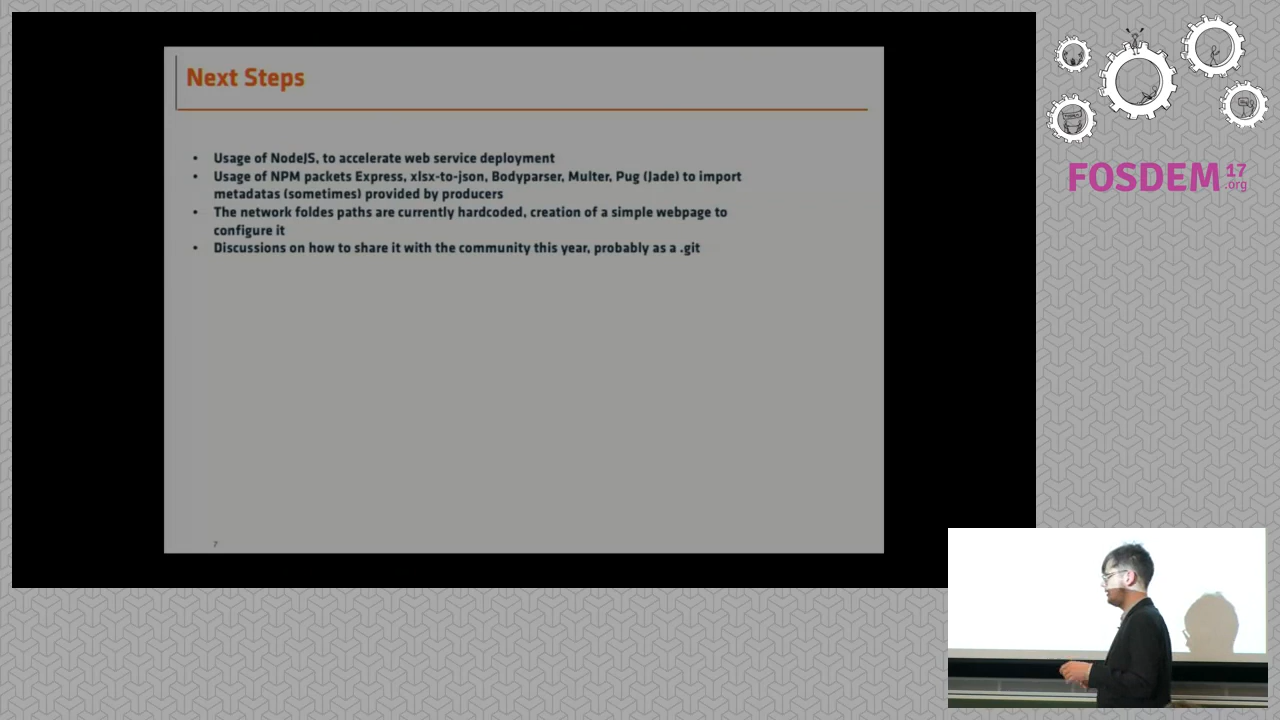 Next Steps
• Usage of NodeJS, to accelerate web service deployment
• Usage of NPM packets Express, xlsx-to-json, Bodyparser, Multer, Pug (Jade) to import
metadatas (sometimes) provided by producers
• The network foldes paths are currently hardcoded, creation of a simple webpage to
configure it
• Discussions on how to share it with the community this year, probably as a .git
7
FOSDEM 17
.org